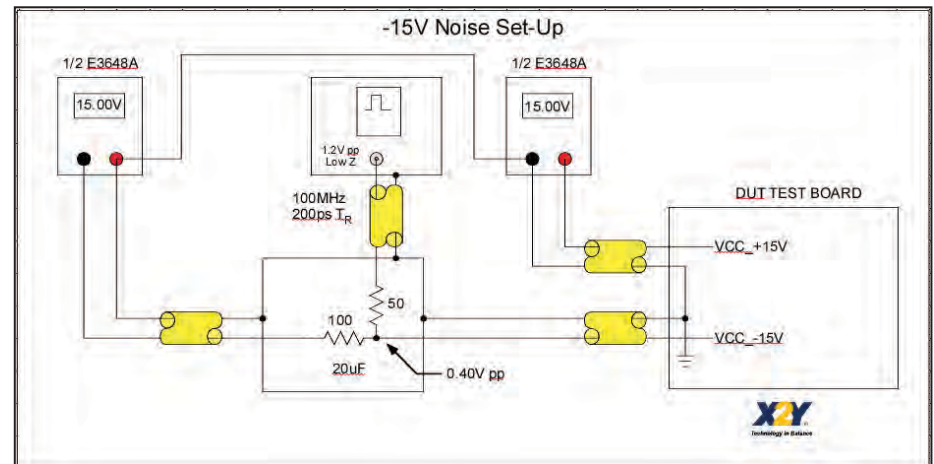 -15V Noise Set-Up
1/2 E3648A
1/2 E3648A
15.00V
15.00V
1.2V pp
Low Z
100MHz
200ps TR
DUT TEST BOARD
VCC_+15V
50
100
20uF
0.40V pp
VCC_-15V
X2Y
Technology in Balance